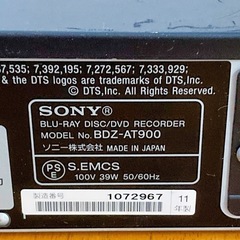 7,535; 7,392,195; 7,272,567; 7,333,929;
& the DTS logos are trademarks of DTS, Inc.
© DTS, Inc. All Rights Reserved.
SONY®
BLU-RAY DISC/DVD RECORDER
MODEL No. BDZ-AT900
ソニー株式会社 MADE IN JAPAN
PS
E
S.EMCS
100V 39W 50/60Hz
製造番号 1072967 11
年製